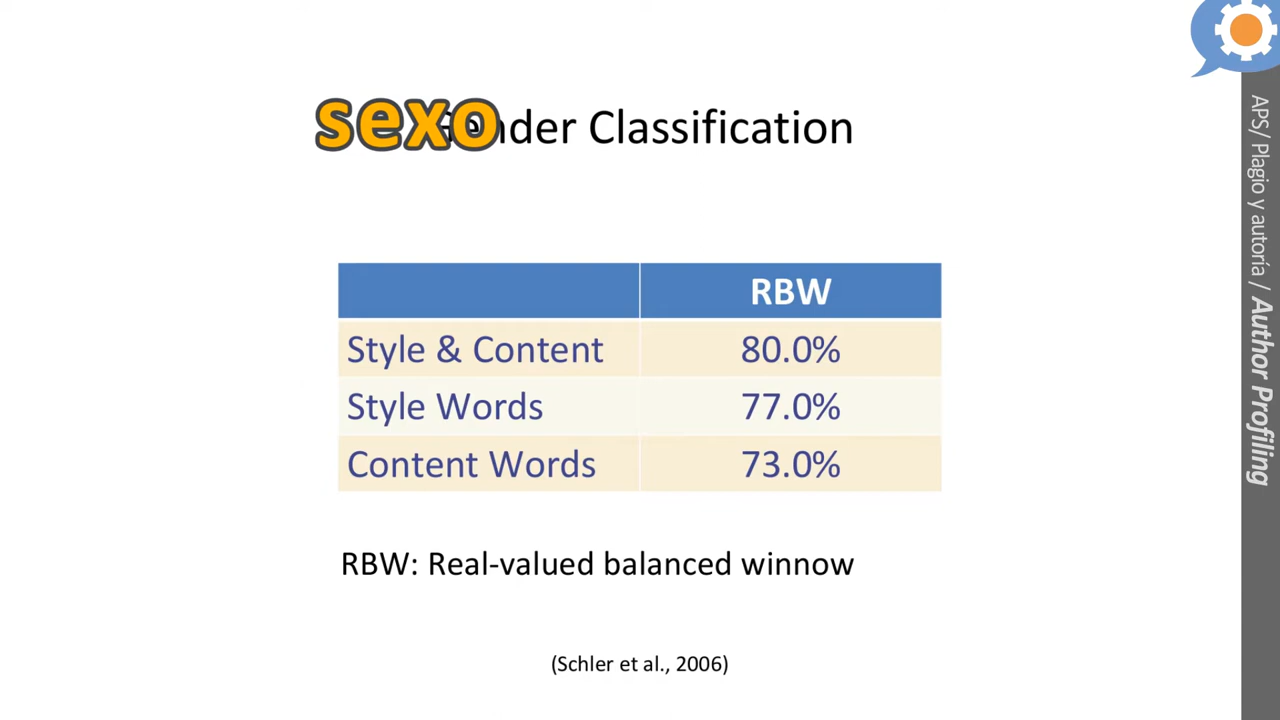 sexo
Gender Classification
RBW
Style & Content 80.0%
Style Words 77.0%
Content Words 73.0%
RBW: Real-valued balanced winnow
(Schler et al., 2006)
APS/ Plagio y autoría / Author Profiling